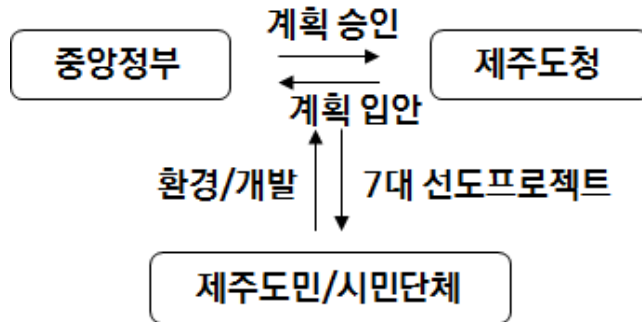 계획 승인
중앙정부
제주도청
계획 입안
환경/개발
7대 선도프로젝트
제주도민/시민단체